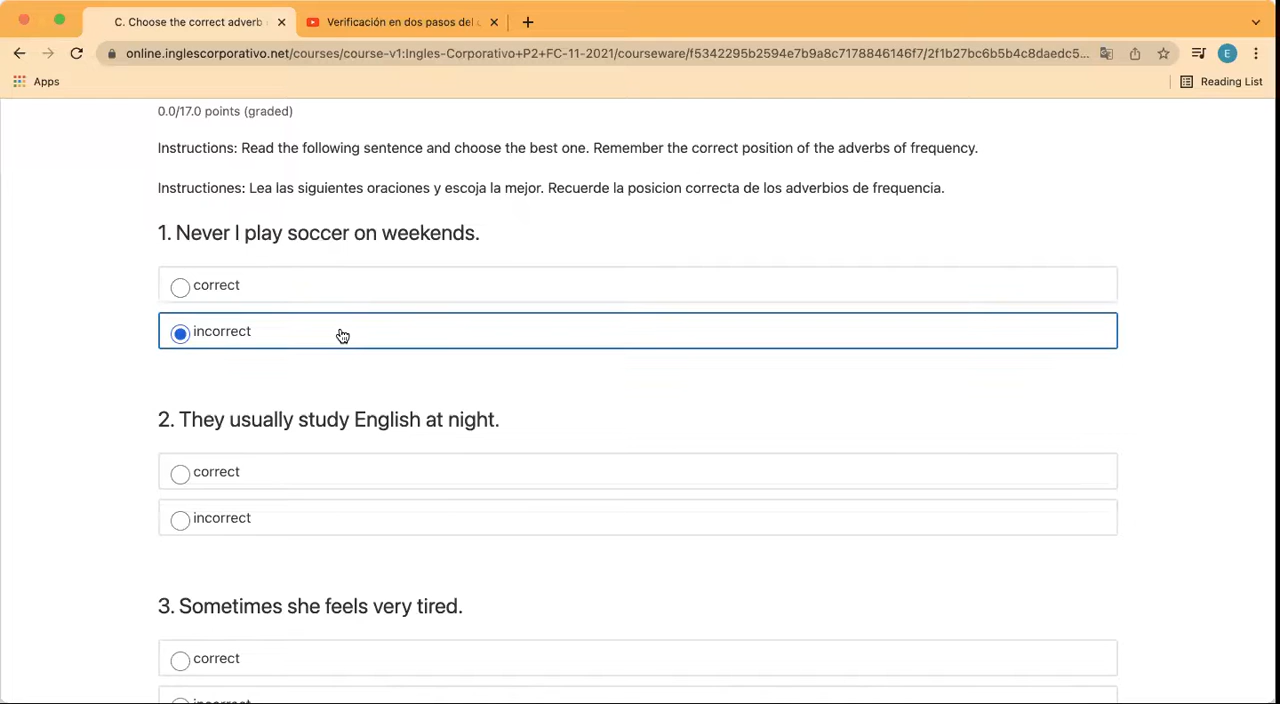 C. Choose the correct adverb
Verificación en dos pasos del
online.inglescorporativo.net/courses/course-v1:Ingles-Corporativo+P2+FC-11-2021/courseware/f5342295b2594e7b9a8c7178846146f7/2f1b27bc6b5b4c8daedc5...
E
Apps
Reading List
0.0/17.0 points (graded)
Instructions: Read the following sentence and choose the best one. Remember the correct position of the adverbs of frequency.
Instructiones: Lea las siguientes oraciones y escoja la mejor. Recuerde la posicion correcta de los adverbios de frequencia.
1. Never I play soccer on weekends.
correct
incorrect
2. They usually study English at night.
correct
incorrect
3. Sometimes she feels very tired.
correct
incorrect